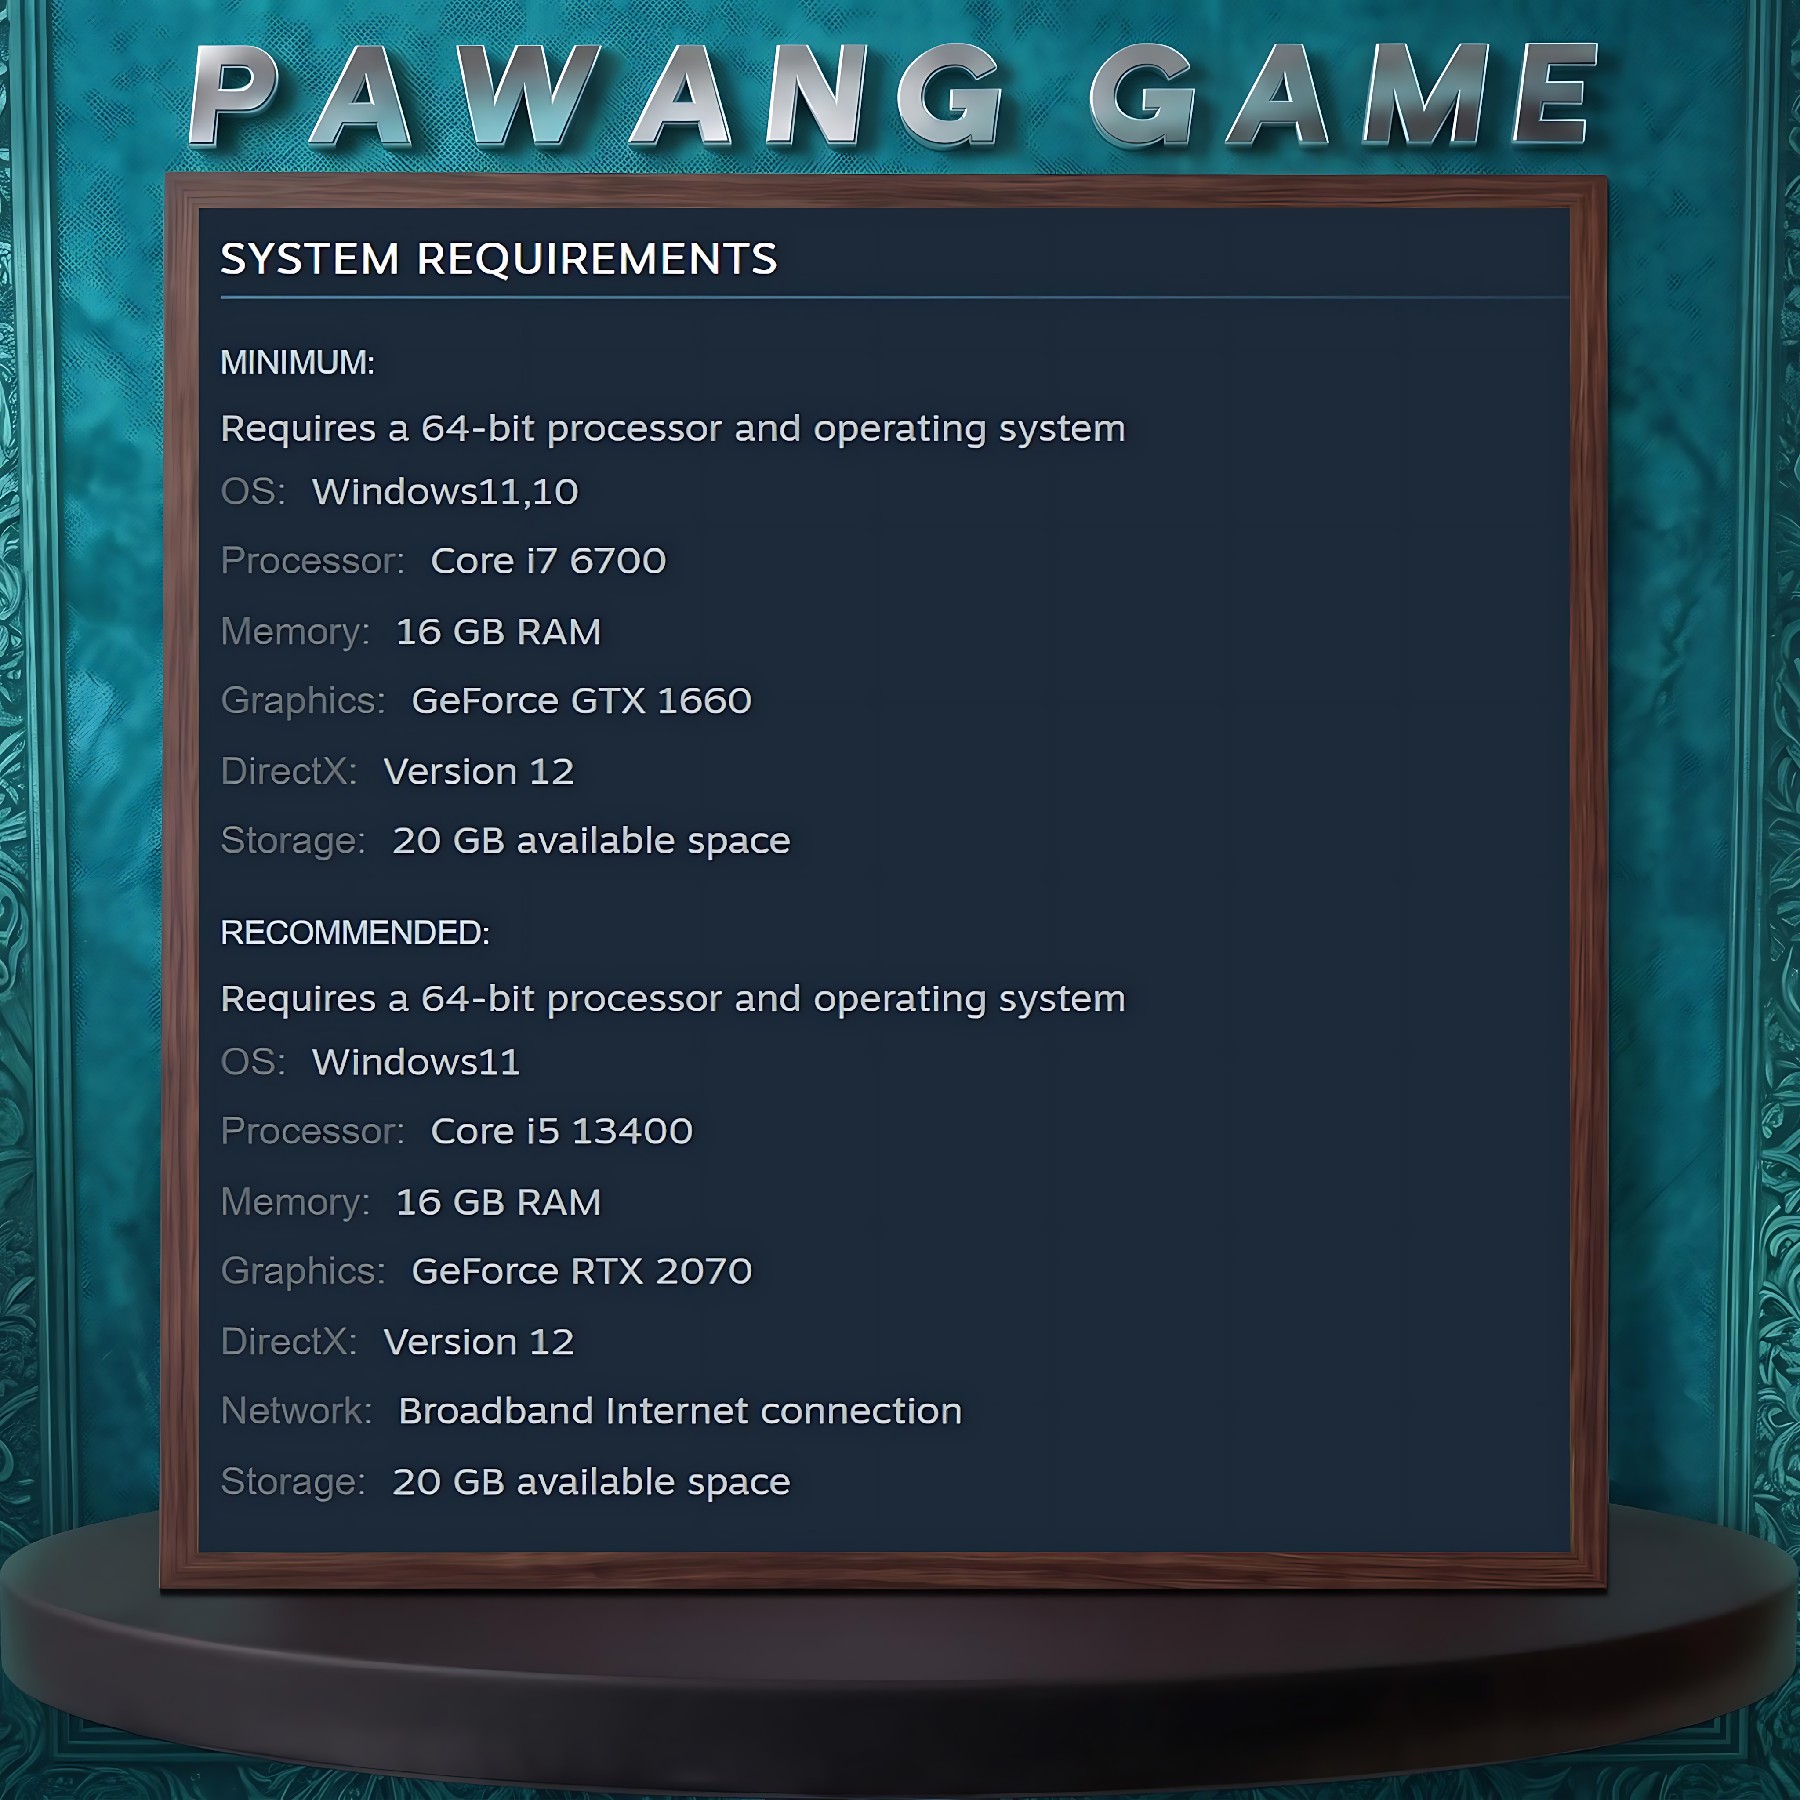 PAWANG GAME
SYSTEM REQUIREMENTS
MINIMUM:
Requires a 64-bit processor and operating system
OS: Windows11,10
Processor: Core i7 6700
Memory: 16 GB RAM
Graphics: GeForce GTX 1660
DirectX: Version 12
Storage: 20 GB available space
RECOMMENDED:
Requires a 64-bit processor and operating system
OS: Windows11
Processor: Core i5 13400
Memory: 16 GB RAM
Graphics: GeForce RTX 2070
DirectX: Version 12
Network: Broadband Internet connection
Storage: 20 GB available space